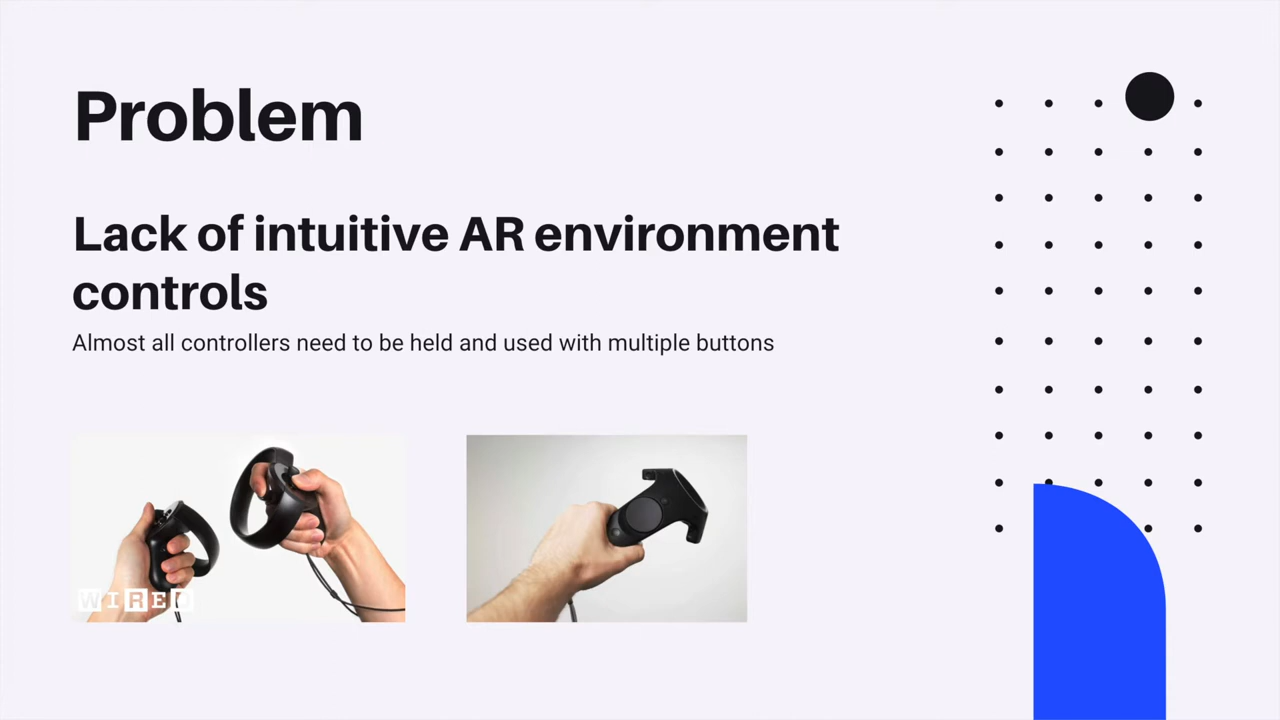 Problem
Lack of intuitive AR environment
controls
Almost all controllers need to be held and used with multiple buttons
WIRED